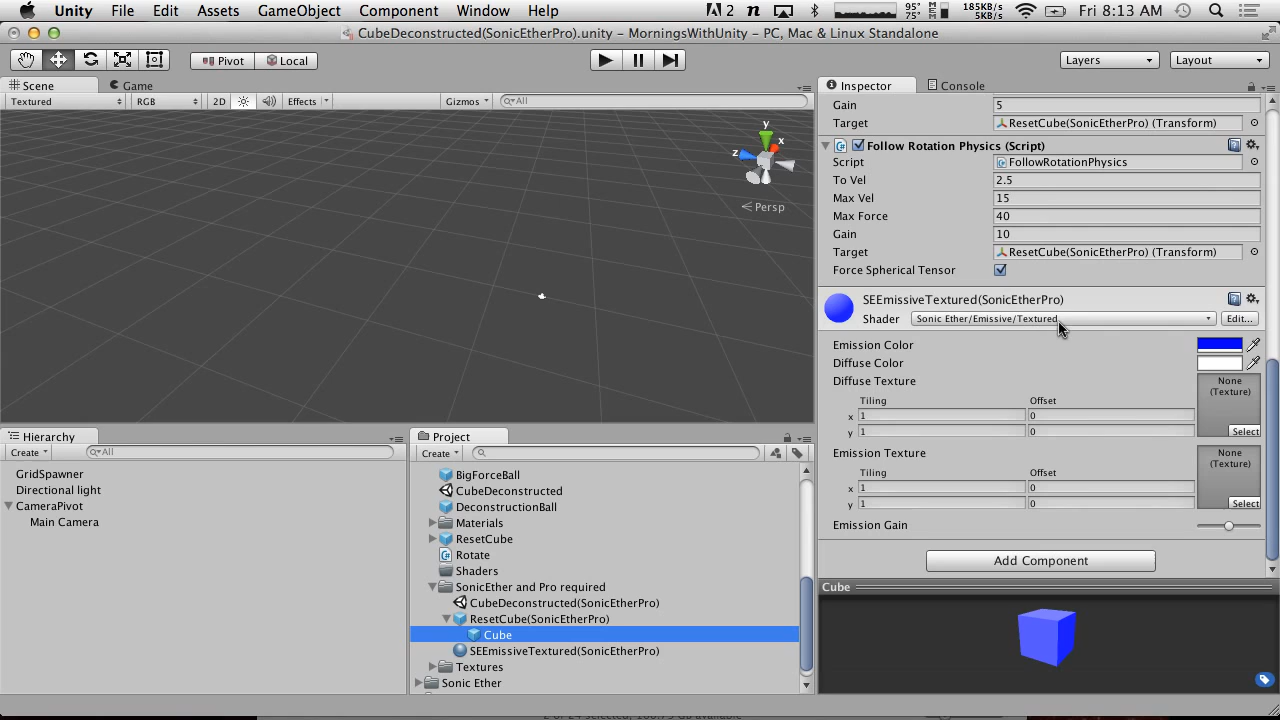 Unity File Edit Assets GameObject Component Window Help 2 n 95° 75° MEM 185KB/s 5KB/s Fri 8:13 AM
CubeDeconstructed(SonicEtherPro).unity - MorningsWithUnity - PC, Mac & Linux Standalone
Pivot Local Layers Layout
Scene Game
Textured RGB 2D Effects Gizmos All
y
x
z
Persp
Inspector Console
Gain 5
Target ResetCube(SonicEtherPro) (Transform)
Follow Rotation Physics (Script)
Script FollowRotationPhysics
To Vel 2.5
Max Vel 15
Max Force 40
Gain 10
Target ResetCube(SonicEtherPro) (Transform)
Force Spherical Tensor
SEEmissiveTextured(SonicEtherPro)
Shader Sonic Ether/Emissive/Textured Edit...
Emission Color
Diffuse Color
Diffuse Texture None
(Texture)
Tiling Offset
x 1 0
y 1 0 Select
Emission Texture None
(Texture)
Tiling Offset
x 1 0
y 1 0 Select
Emission Gain
Add Component
Cube
Hierarchy
Create All
GridSpawner
Directional light
CameraPivot
Main Camera
Project
Create
BigForceBall
CubeDeconstructed
DeconstructionBall
Materials
ResetCube
Rotate
Shaders
SonicEther and Pro required
CubeDeconstructed(SonicEtherPro)
ResetCube(SonicEtherPro)
Cube
SEEmissiveTextured(SonicEtherPro)
Textures
Sonic Ether